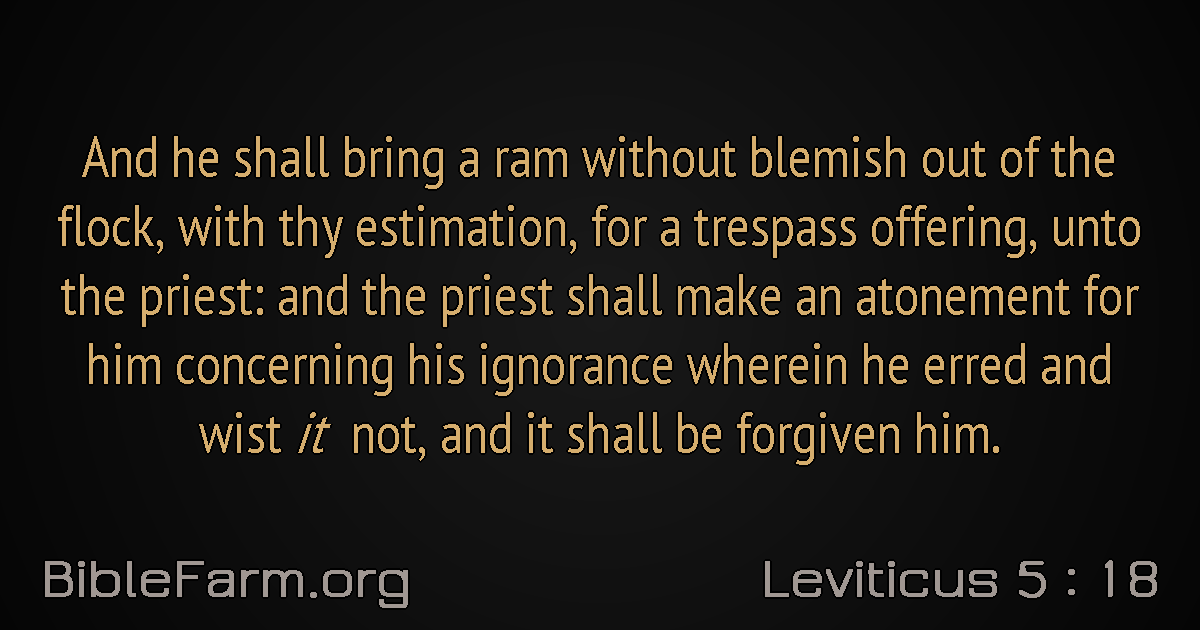 And he shall bring a ram without blemish out of the
flock, with thy estimation, for a trespass offering, unto
the priest: and the priest shall make an atonement for
him concerning his ignorance wherein he erred and
wist it not, and it shall be forgiven him.
BibleFarm.org
Leviticus 5 : 18